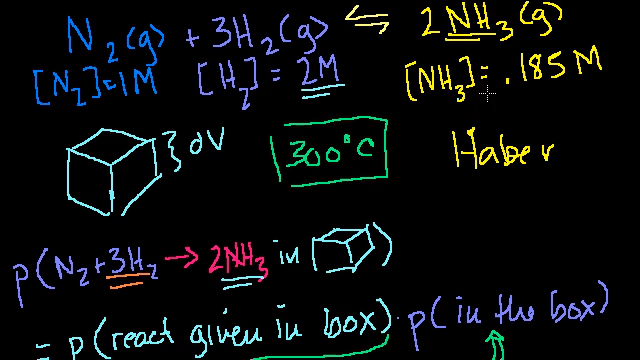 N₂(g) + 3H₂(g) ⇌ 2NH₃(g)
[N₂]=1M [H₂]=2M [NH₃]=.185M
}dV 300°C Haber
p(N₂+3H₂→2NH₃ in )
=p(react given in box)·p(in the box)